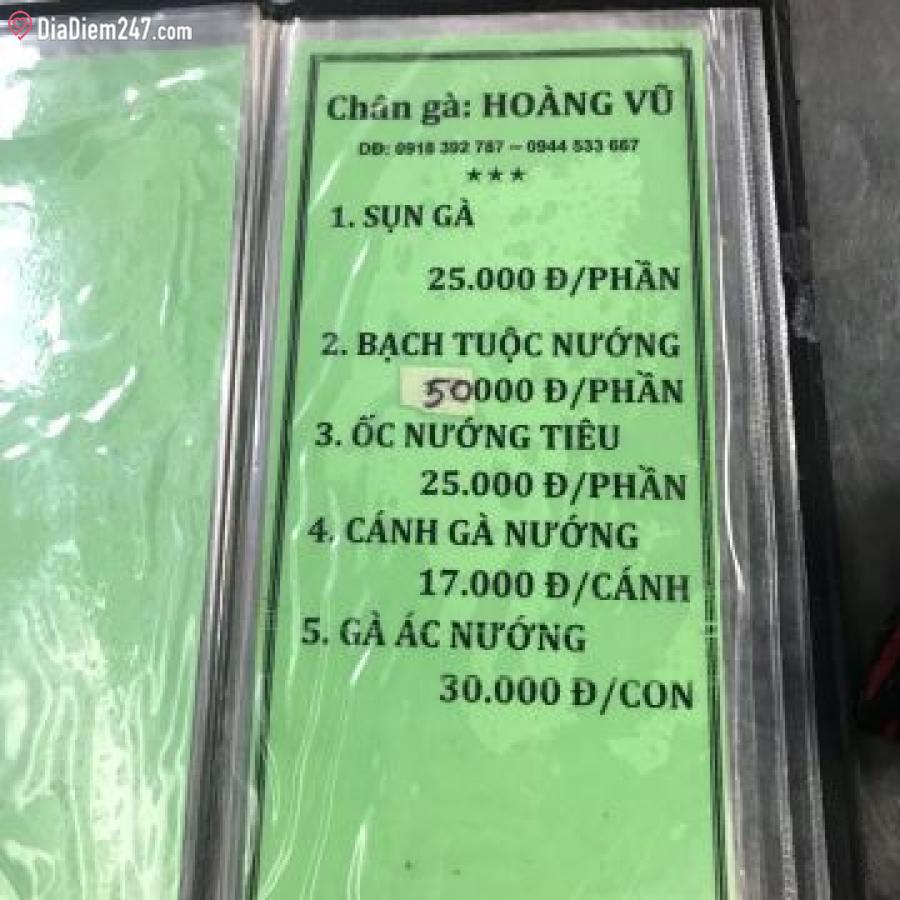 DiaDiem247.com
Chân gà: HOÀNG VŨ
DĐ: 0918 392 787 – 0944 533 667
★★★
1. SỤN GÀ
25.000 Đ/PHẦN
2. BẠCH TUỘC NƯỚNG
50000 Đ/PHẦN
3. ỐC NƯỚNG TIÊU
25.000 Đ/PHẦN
4. CÁNH GÀ NƯỚNG
17.000 Đ/CÁNH
5. GÀ ÁC NƯỚNG
30.000 Đ/CON